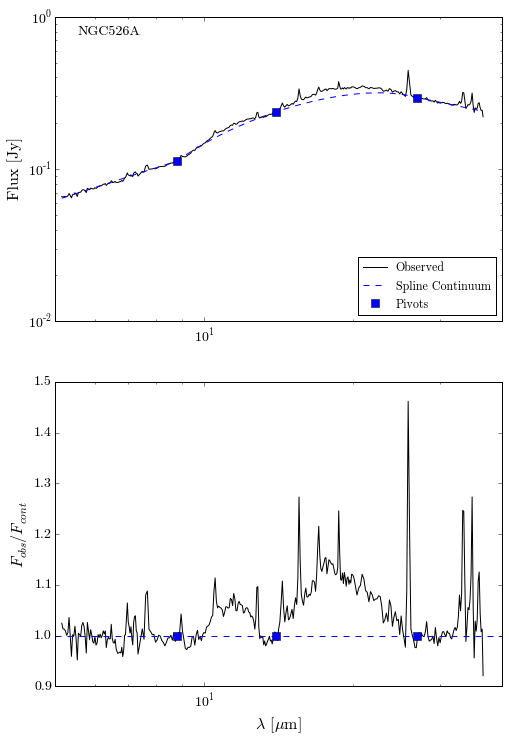 10^0
NGC526A
10^-1
Flux [Jy]
Observed
Spline Continuum
Pivots
10^-2
10^1
1.5
1.4
1.3
1.2
F_obs/F_cont
1.1
1.0
0.9
10^1
λ [μm]